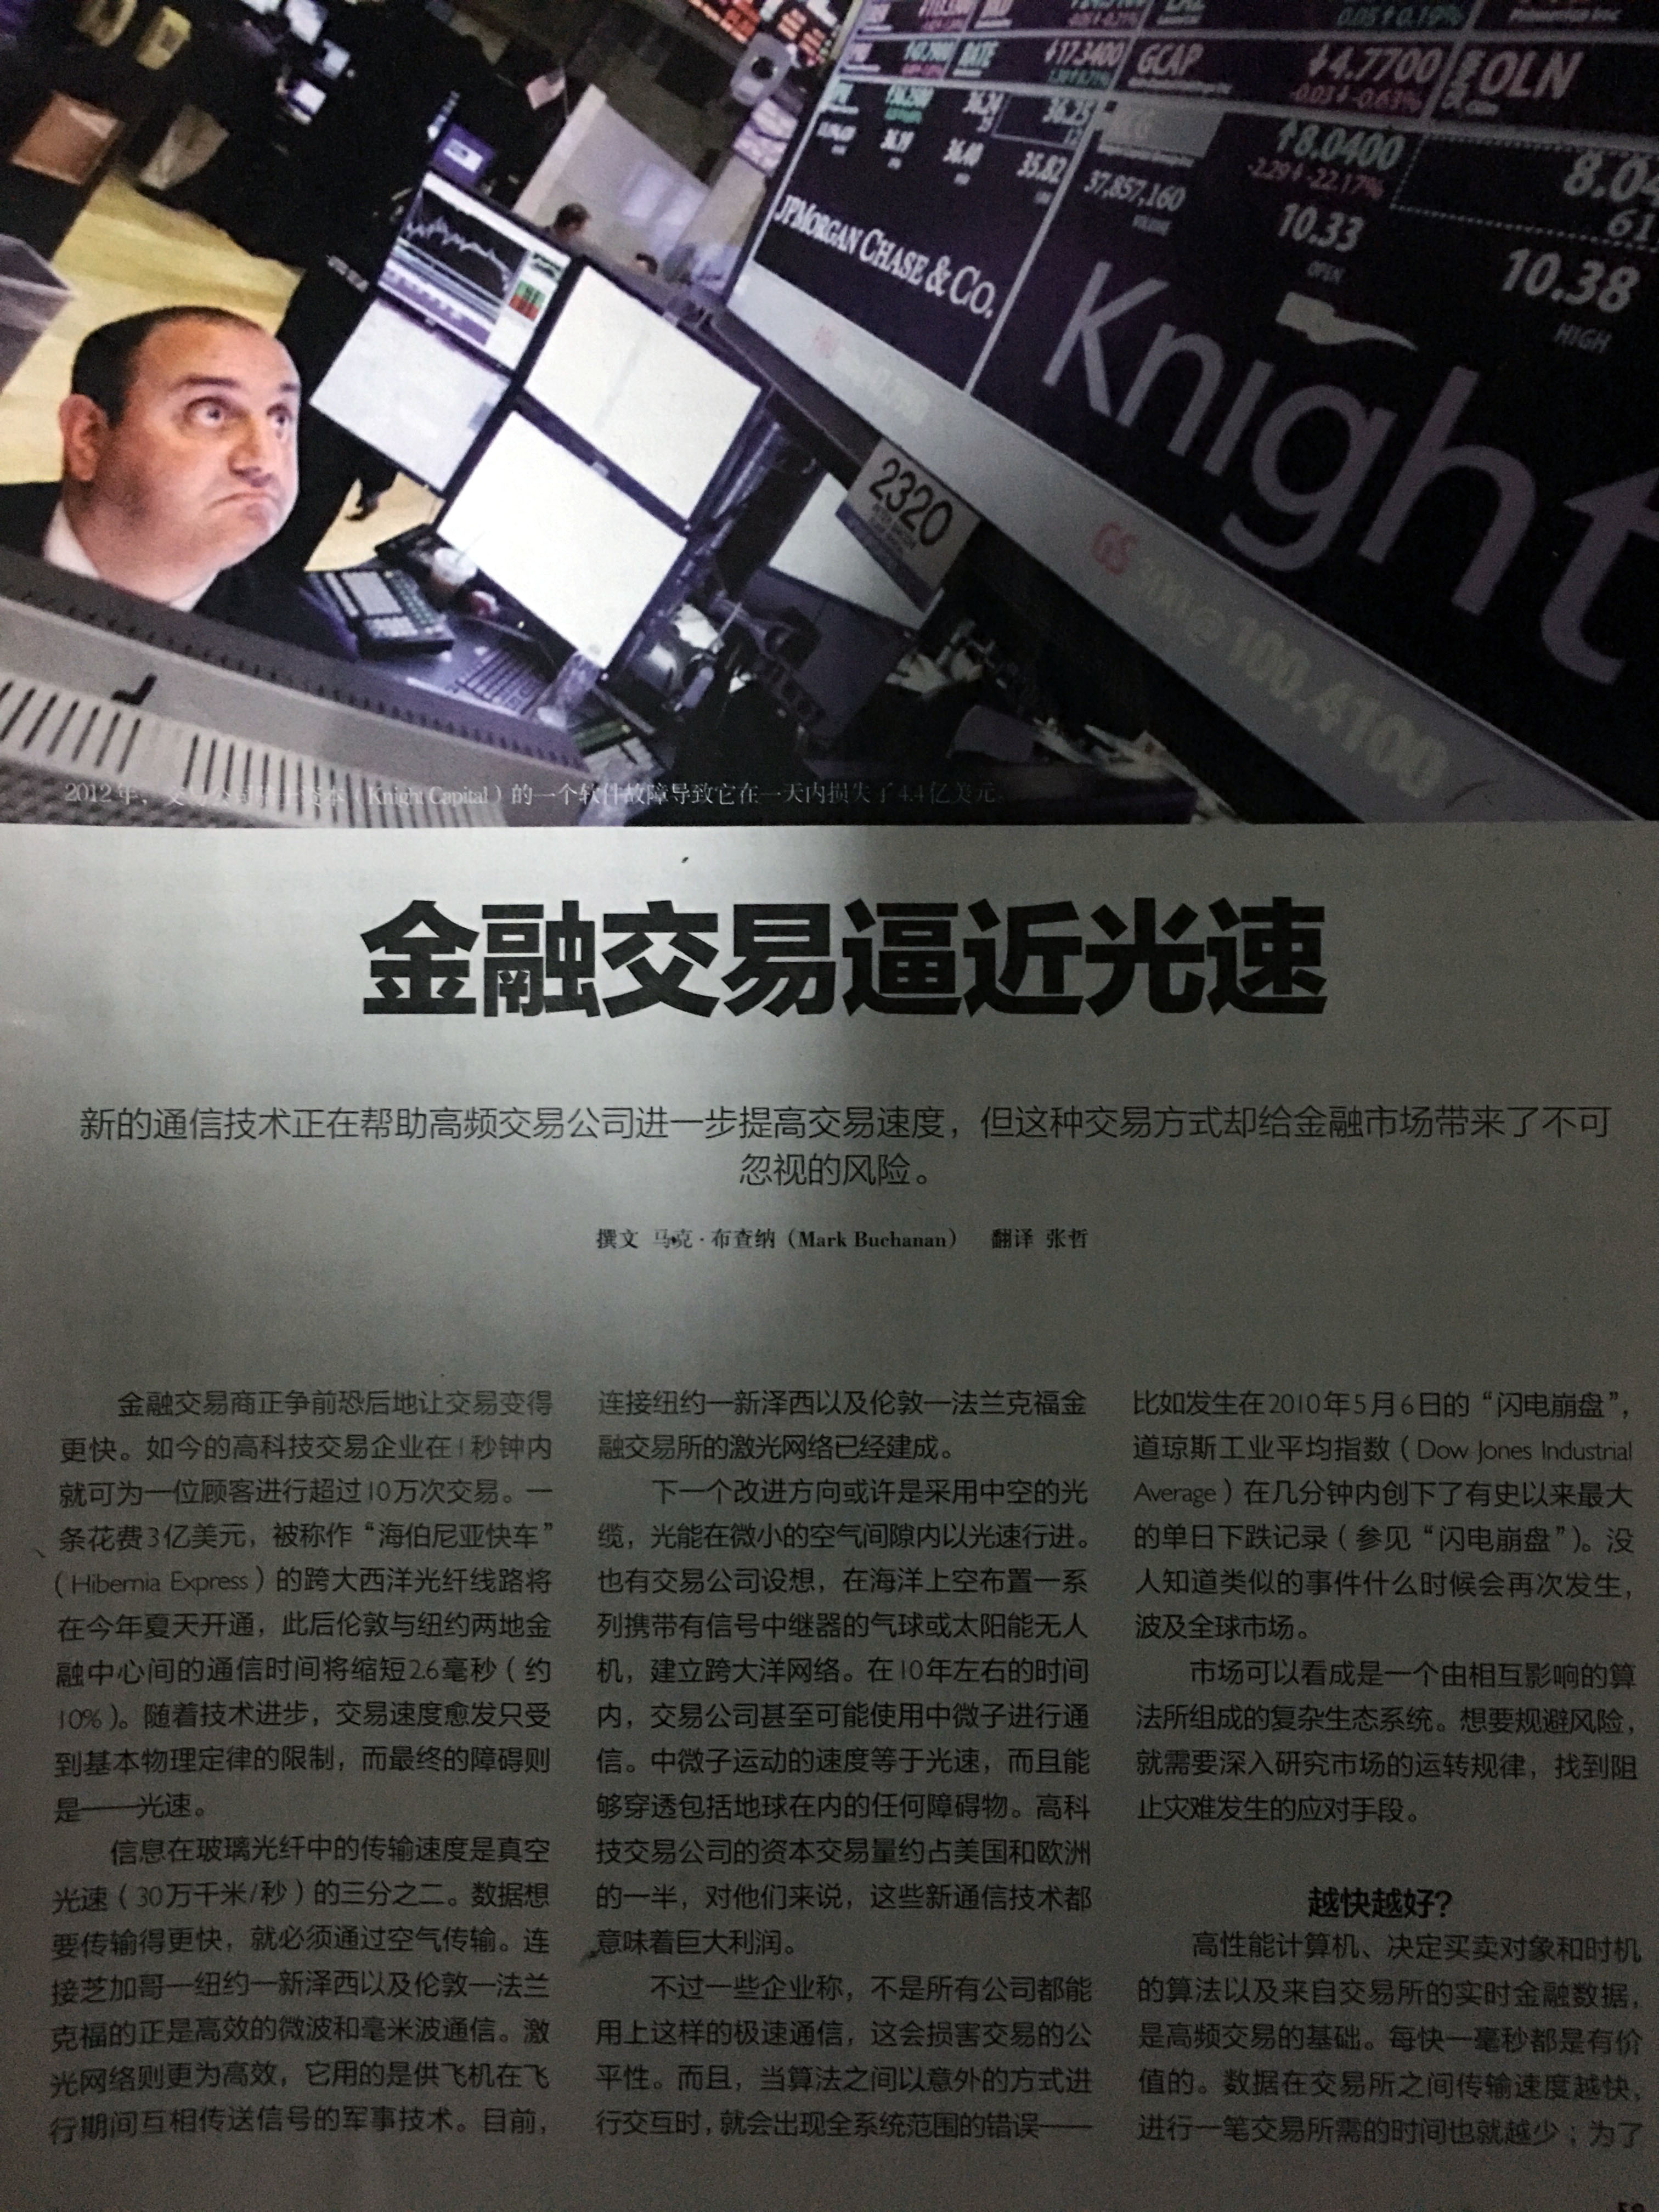 ↓17.3400
GCAP
↓4.7700
-0.03↓-0.63%
OLN
0.05↑0.19%
RATE
36.24
36.25
36.19
36.40
35.82
↑8.0400
-2.29↓-22.17%
8.04
61
37,857,160
VOLUME
10.33
OPEN
10.38
HIGH
JPMORGAN CHASE & CO.
Knight
2320
GS 300@100.4100
2012年,
资本(Knight Capital)的一个软件故障导致它在一天内损失了4.4亿美元
金融交易逼近光速
新的通信技术正在帮助高频交易公司进一步提高交易速度，但这种交易方式却给金融市场带来了不可
忽视的风险。
撰文 马克·布查纳（Mark Buchanan） 翻译 张哲
金融交易商正争前恐后地让交易变得
更快。如今的高科技交易企业在1秒钟内
就可为一位顾客进行超过10万次交易。一
条花费3亿美元，被称作“海伯尼亚快车”
（Hibernia Express）的跨大西洋光纤线路将
在今年夏天开通，此后伦敦与纽约两地金
融中心间的通信时间将缩短2.6毫秒（约
10%）。随着技术进步，交易速度愈发只受
到基本物理定律的限制，而最终的障碍则
是——光速。
信息在玻璃光纤中的传输速度是真空
光速（30万千米/秒）的三分之二。数据想
要传输得更快，就必须通过空气传输。连
接芝加哥—纽约—新泽西以及伦敦—法兰
克福的正是高效的微波和毫米波通信。激
光网络则更为高效，它用的是供飞机在飞
行期间互相传送信号的军事技术。目前，
连接纽约—新泽西以及伦敦—法兰克福金
融交易所的激光网络已经建成。
下一个改进方向或许是采用中空的光
缆，光能在微小的空气间隙内以光速行进。
也有交易公司设想，在海洋上空布置一系
列携带有信号中继器的气球或太阳能无人
机，建立跨大洋网络。在10年左右的时间
内，交易公司甚至可能使用中微子进行通
信。中微子运动的速度等于光速，而且能
够穿透包括地球在内的任何障碍物。高科
技交易公司的资本交易量约占美国和欧洲
的一半，对他们来说，这些新通信技术都
意味着巨大利润。
不过一些企业称，不是所有公司都能
用上这样的极速通信，这会损害交易的公
平性。而且，当算法之间以意外的方式进
行交互时，就会出现全系统范围的错误——
比如发生在2010年5月6日的“闪电崩盘”，
道琼斯工业平均指数（Dow Jones Industrial
Average）在几分钟内创下了有史以来最大
的单日下跌记录（参见“闪电崩盘”）。没
人知道类似的事件什么时候会再次发生，
波及全球市场。
市场可以看成是一个由相互影响的算
法所组成的复杂生态系统。想要规避风险，
就需要深入研究市场的运转规律，找到阻
止灾难发生的应对手段。
越快越好？
高性能计算机、决定买卖对象和时机
的算法以及来自交易所的实时金融数据，
是高频交易的基础。每快一毫秒都是有价
值的。数据在交易所之间传输速度越快，
进行一笔交易所需的时间也就越少；为了